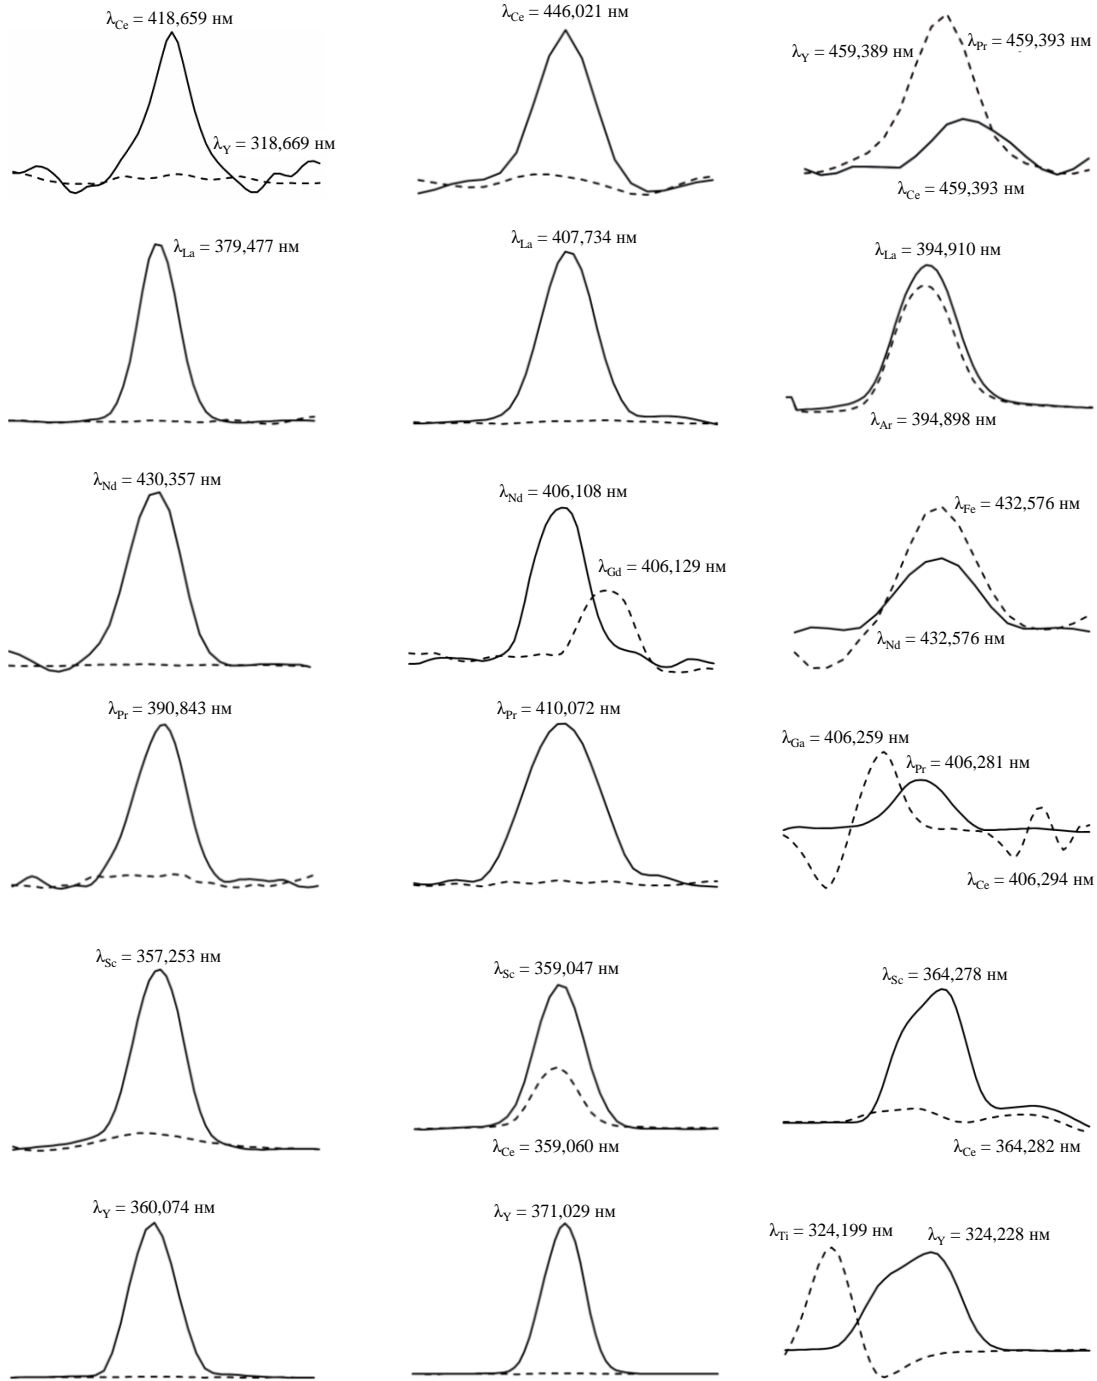 λCe = 418,659 нм
λCe = 446,021 нм
λY = 459,389 нм
λPr = 459,393 нм
λY = 318,669 нм
λCe = 459,393 нм
λLa = 379,477 нм
λLa = 407,734 нм
λLa = 394,910 нм
λAr = 394,898 нм
λNd = 430,357 нм
λNd = 406,108 нм
λGd = 406,129 нм
λFe = 432,576 нм
λNd = 432,576 нм
λPr = 390,843 нм
λPr = 410,072 нм
λGa = 406,259 нм
λPr = 406,281 нм
λCe = 406,294 нм
λSc = 357,253 нм
λSc = 359,047 нм
λCe = 359,060 нм
λSc = 364,278 нм
λCe = 364,282 нм
λY = 360,074 нм
λY = 371,029 нм
λTi = 324,199 нм
λY = 324,228 нм